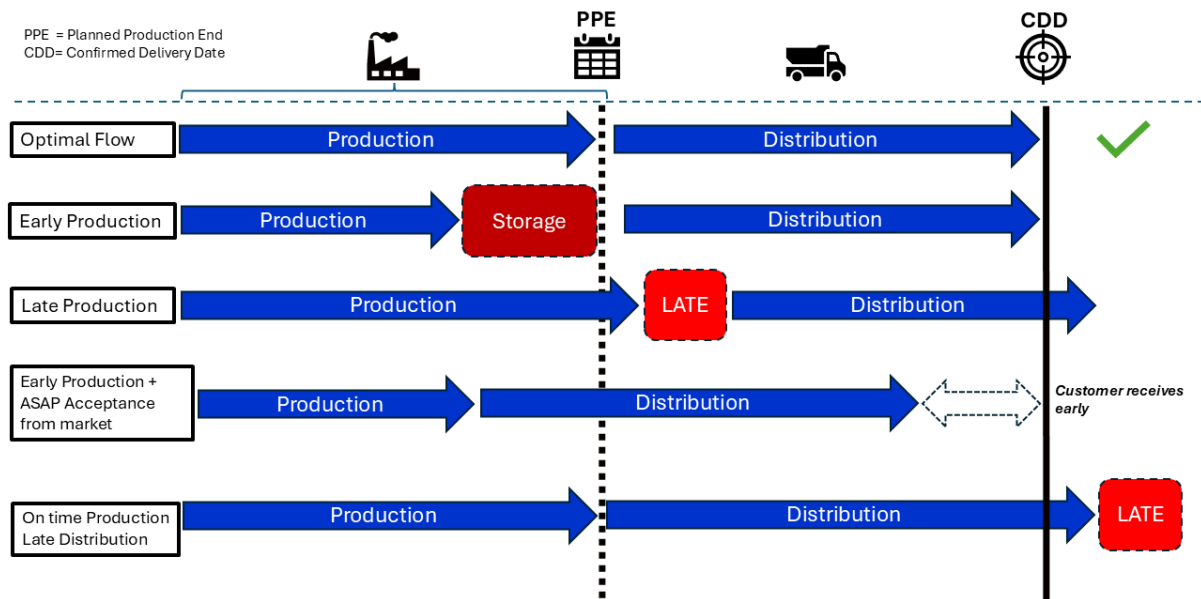 PPE = Planned Production End
CDD= Confirmed Delivery Date
PPE
CDD
Optimal Flow
Production
Distribution
Early Production
Production
Storage
Distribution
Late Production
Production
LATE
Distribution
Early Production +
ASAP Acceptance
from market
Production
Distribution
Customer receives
early
On time Production
Late Distribution
Production
Distribution
LATE